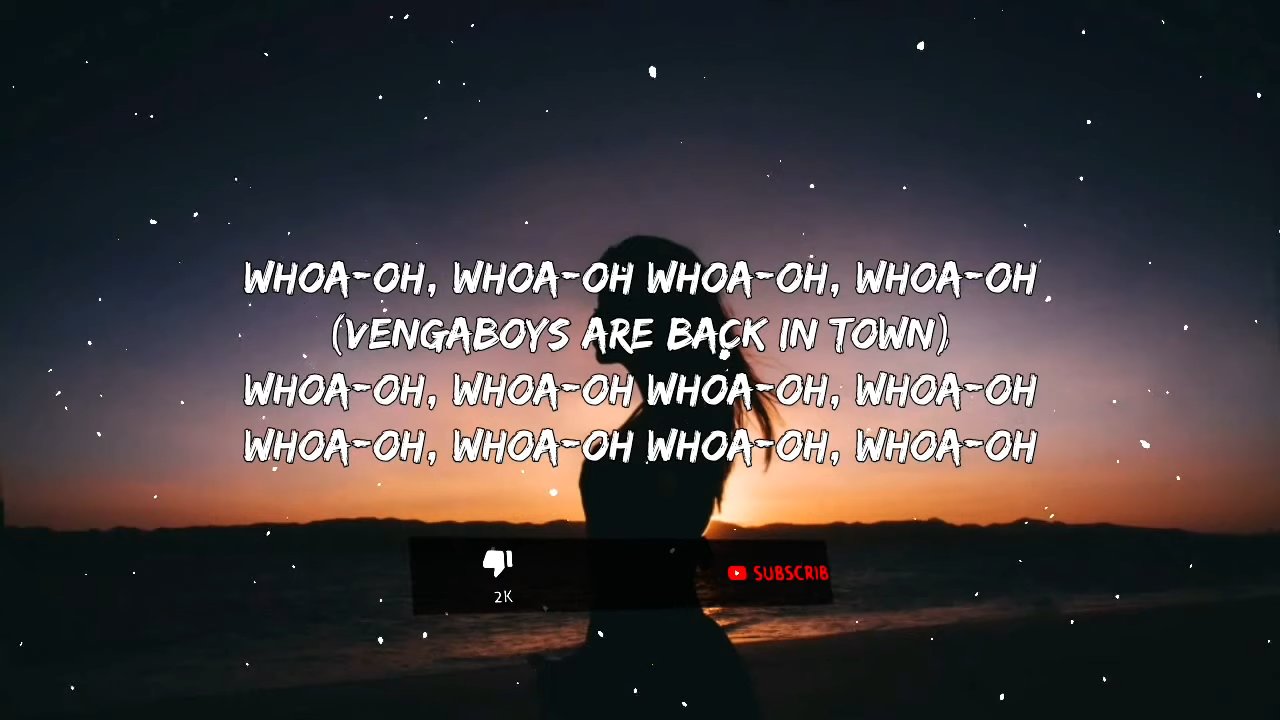 WHOA-OH, WHOA-OH WHOA-OH, WHOA-OH
(VENGABOYS ARE BACK IN TOWN)
WHOA-OH, WHOA-OH WHOA-OH, WHOA-OH
WHOA-OH, WHOA-OH WHOA-OH, WHOA-OH
2K
SUBSCRIB